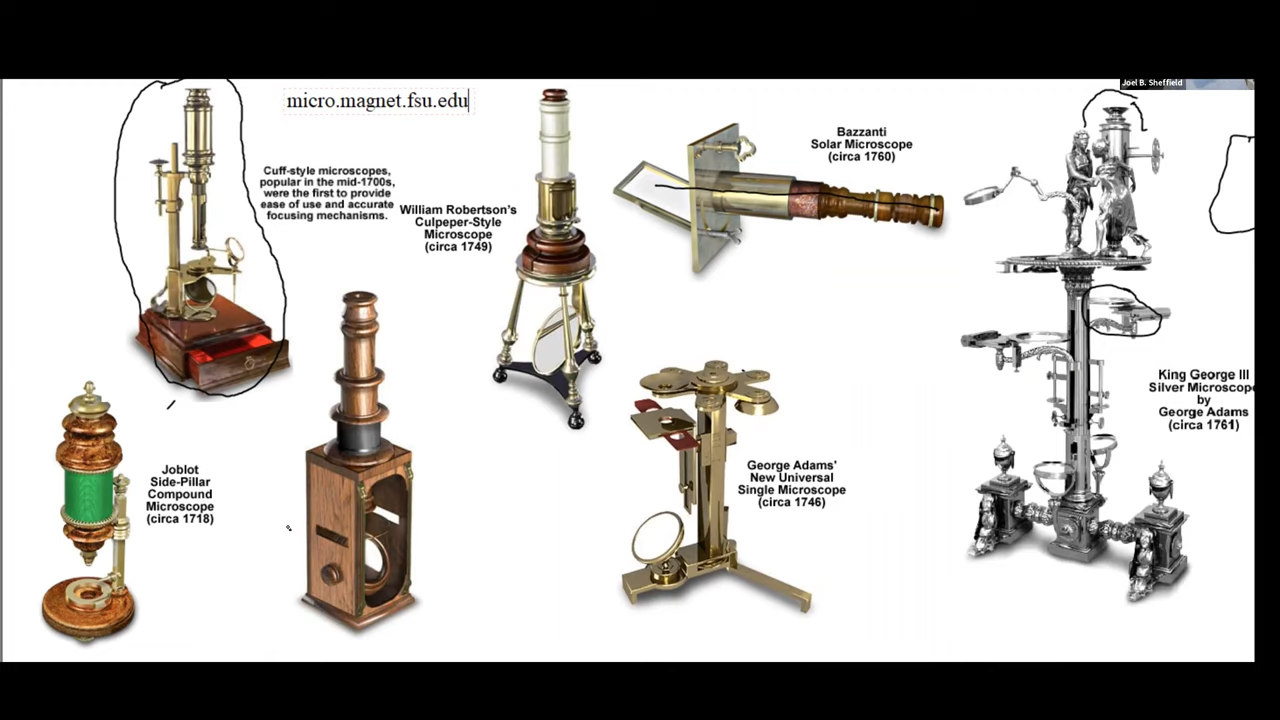 Joel B. Sheffield
micro.magnet.fsu.edu
Cuff-style microscopes,
popular in the mid-1700s,
were the first to provide
ease of use and accurate
focusing mechanisms.
William Robertson's
Culpeper-Style
Microscope
(circa 1749)
Bazzanti
Solar Microscope
(circa 1760)
King George III
Silver Microscope
by
George Adams
(circa 1761)
Joblot
Side-Pillar
Compound
Microscope
(circa 1718)
George Adams'
New Universal
Single Microscope
(circa 1746)